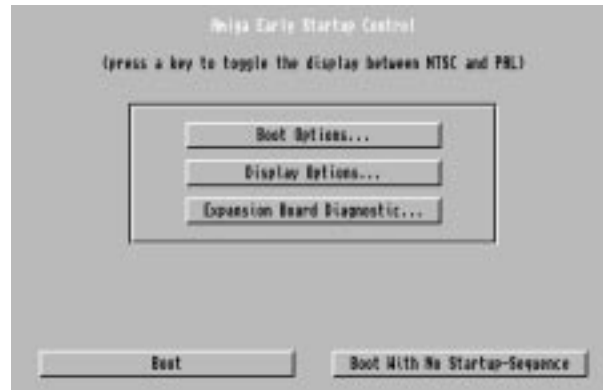 Amiga Early Startup Control
(press a key to toggle the display between NTSC and PAL)
Boot Options...
Display Options...
Expansion Board Diagnostic...
Boot
Boot With No Startup-Sequence